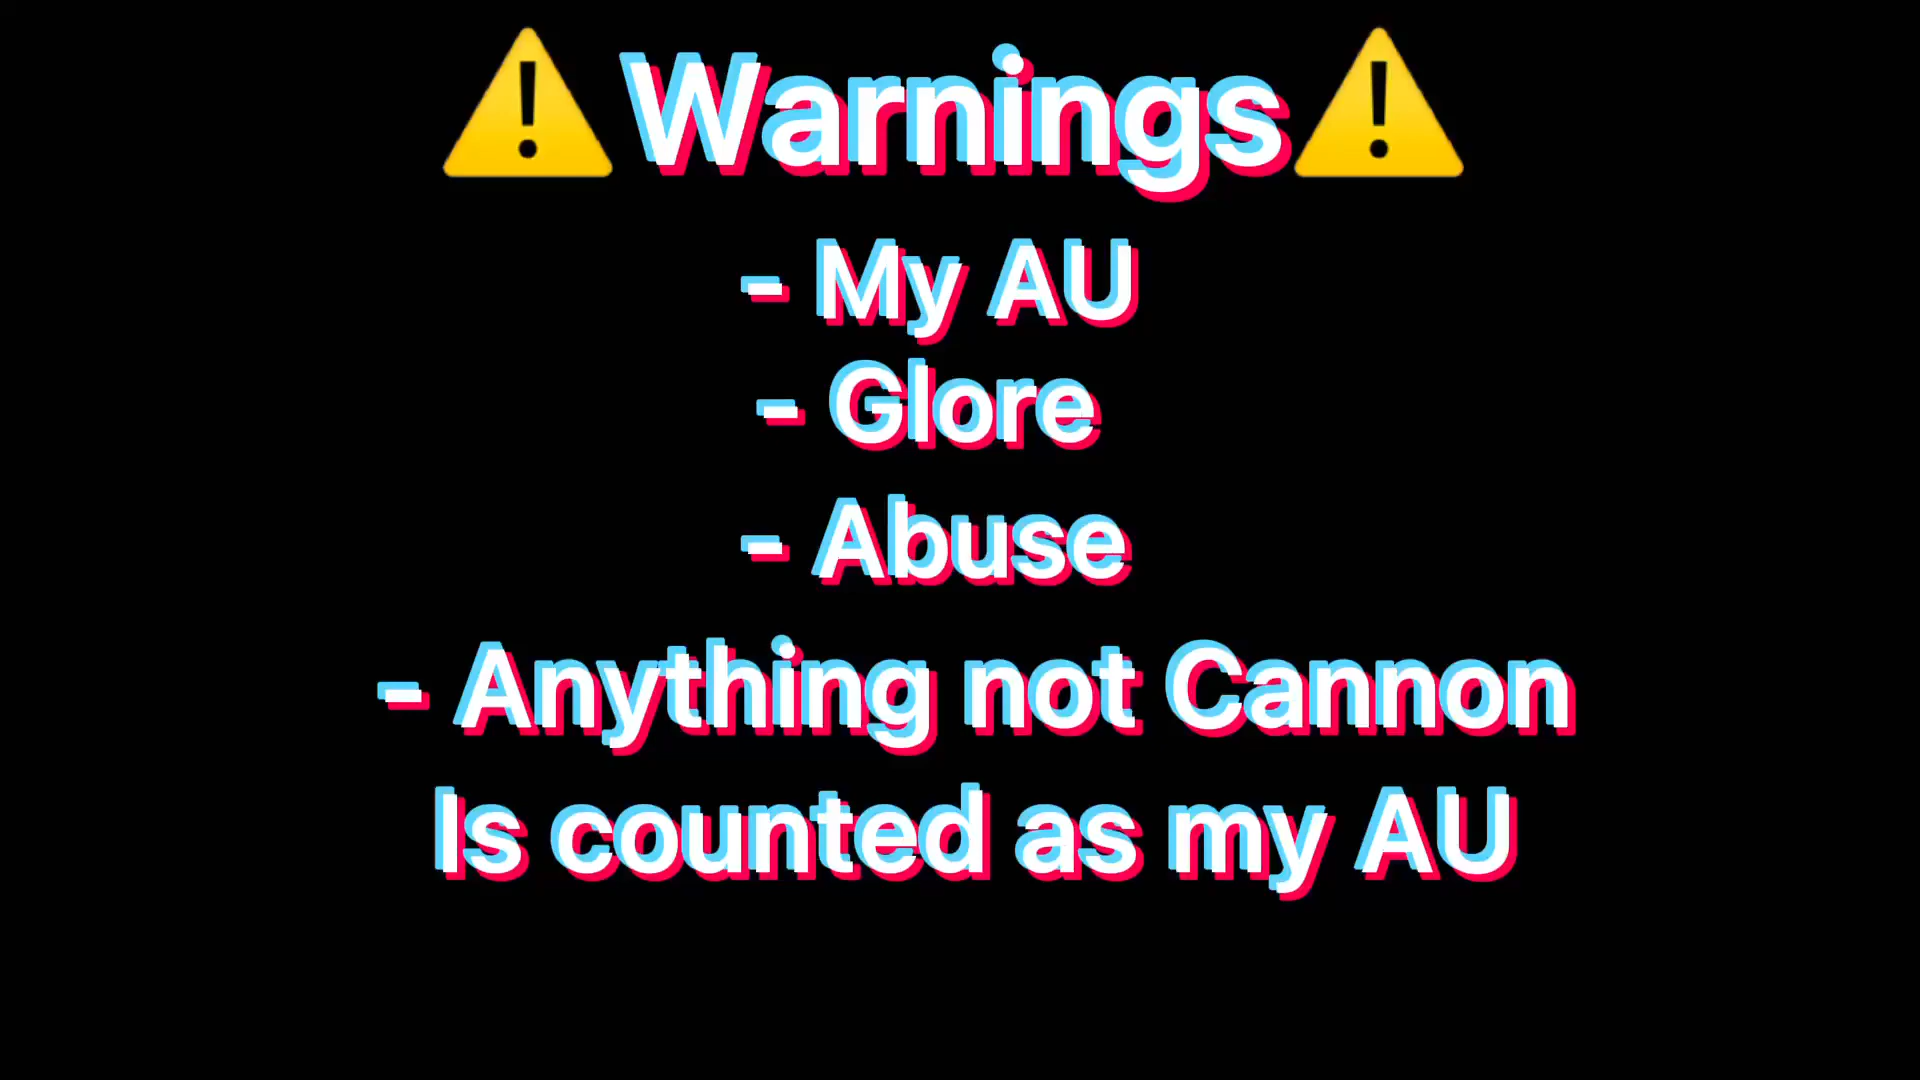 ⚠️Warnings⚠️
- My AU
- Glore
- Abuse
- Anything not Cannon
Is counted as my AU